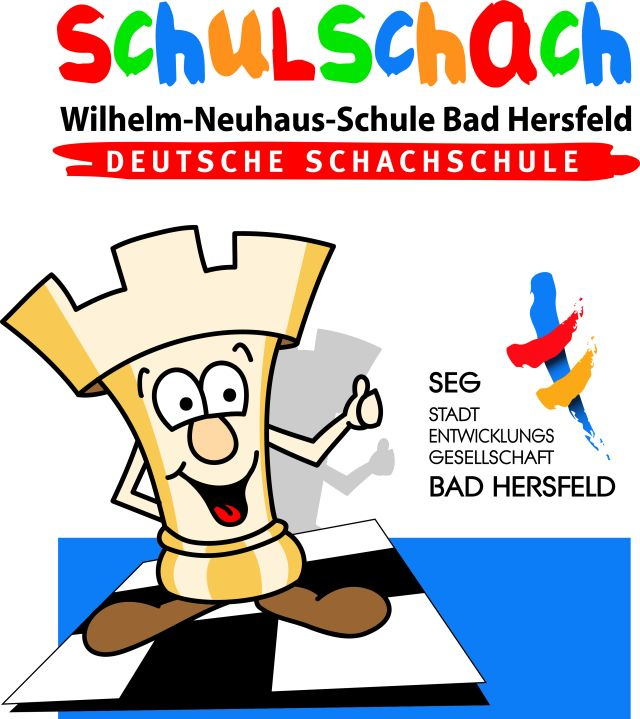 SCHULSCHACH
Wilhelm-Neuhaus-Schule Bad Hersfeld
DEUTSCHE SCHACHSCHULE
SEG
STADT
ENTWICKLUNGS
GESELLSCHAFT
BAD HERSFELD